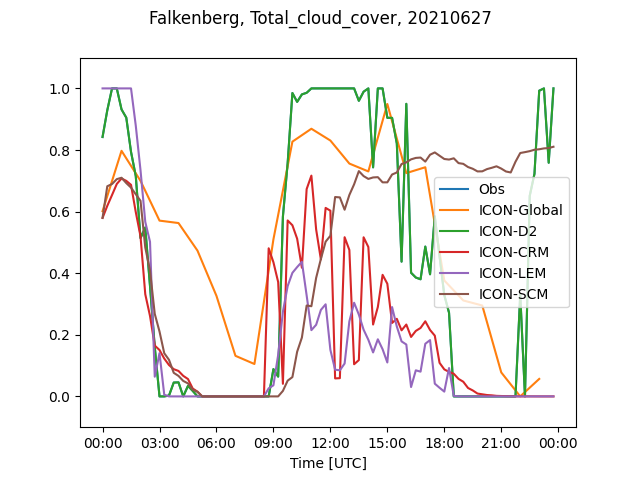 Falkenberg, Total_cloud_cover, 20210627
1.0
0.8
0.6
0.4
0.2
0.0
Obs
ICON-Global
ICON-D2
ICON-CRM
ICON-LEM
ICON-SCM
00:00 03:00 06:00 09:00 12:00 15:00 18:00 21:00 00:00
Time [UTC]